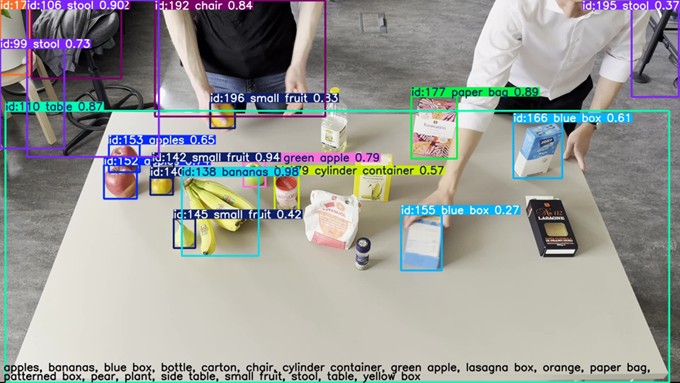 id:17
id:106 stool 0.902
id:192 chair 0.84
id:195 stool 0.37
id:99 stool 0.73
id:110 table 0.87
id:196 small fruit 0.33
id:177 paper bag 0.89
id:166 blue box 0.61
id:153 apples 0.65
id:152
id:142 small fruit 0.94
green apple 0.79
id:138 bananas 0.98
cylinder container 0.57
id:145 small fruit 0.42
id:155 blue box 0.27
LASAGNE
apples, bananas, blue box, bottle, carton, chair, cylinder container, green apple, lasagna box, orange, paper bag,
patterned box, pear, plant, side table, small fruit, stool, table, yellow box